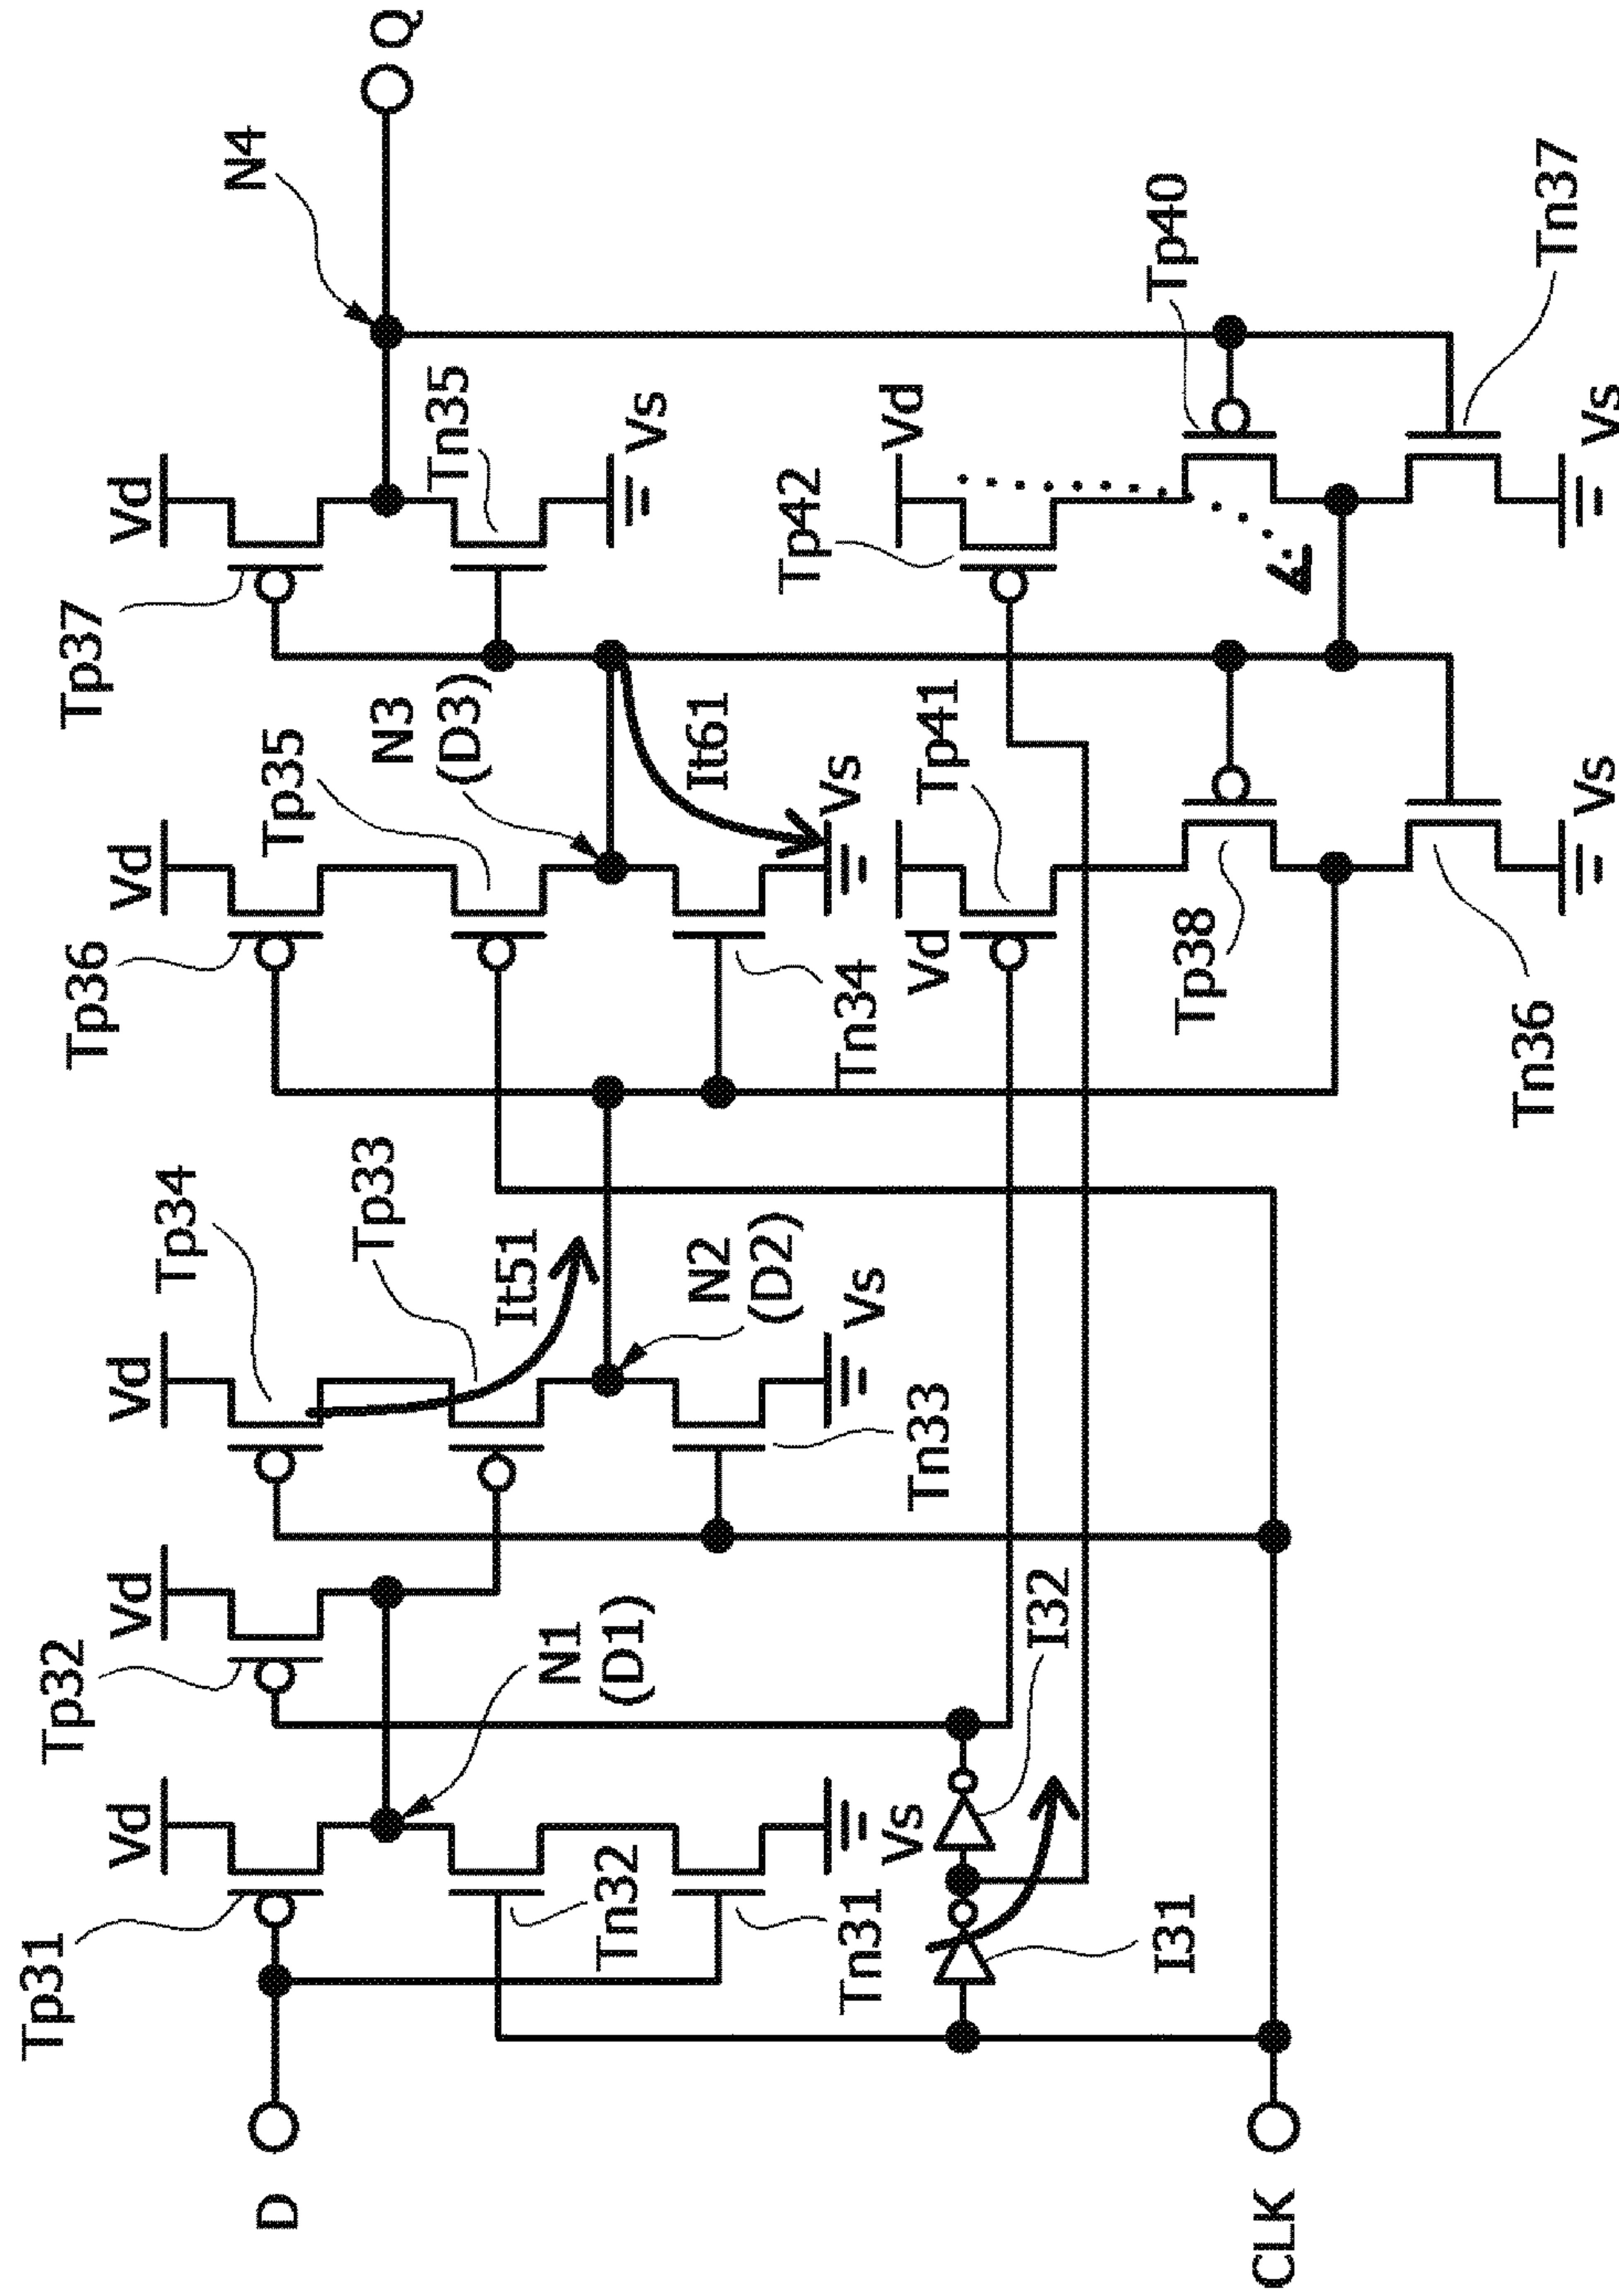 Tp31
Vd
Tp32
Vd
Tp34
Vd
Tp33
Tp36
Vd
Tp35
Tp37
Vd
N4
Q
D
N1
(D1)
It51
N2
(D2)
N3
(D3)
Tn35
Vs
Tn32
Tn31
Vs
Tn33
Vs
Tn34
Vs
It61
Tp41
Vd
Tp42
Vd
I31
I32
Tp38
Tp40
CLK
Tn36
Vs
Tn37
Vs